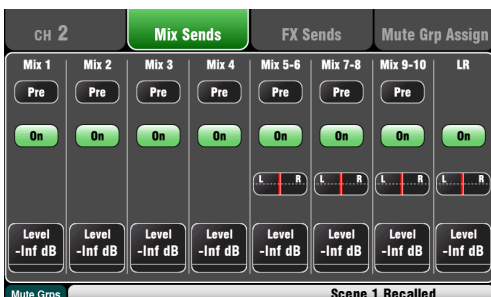 CH 2 Mix Sends FX Sends Mute Grp Assign
Mix 1 Mix 2 Mix 3 Mix 4 Mix 5-6 Mix 7-8 Mix 9-10 LR
Pre Pre Pre Pre Pre Pre Pre
On On On On On On On On
L R L R L R L R
Level Level Level Level Level Level Level Level
-Inf dB -Inf dB -Inf dB -Inf dB -Inf dB -Inf dB -Inf dB -Inf dB
Mute Grps Scene 1 Recalled